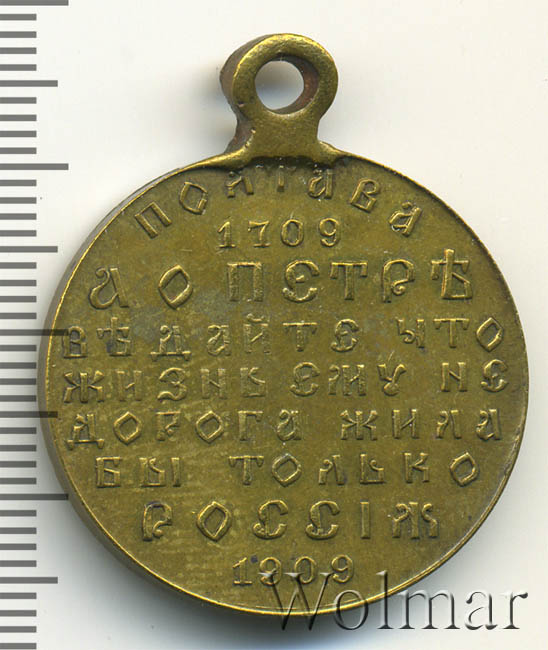 ПОЛТАВА
1709
А О ПЕТРѢ
ВѢДАЙТЕ ЧТО
ЖИЗНЬ ЕМУ НЕ
ДОРОГА ЖИЛА
БЫ ТОЛЬКО
РОССІЯ
1909
Wolmar